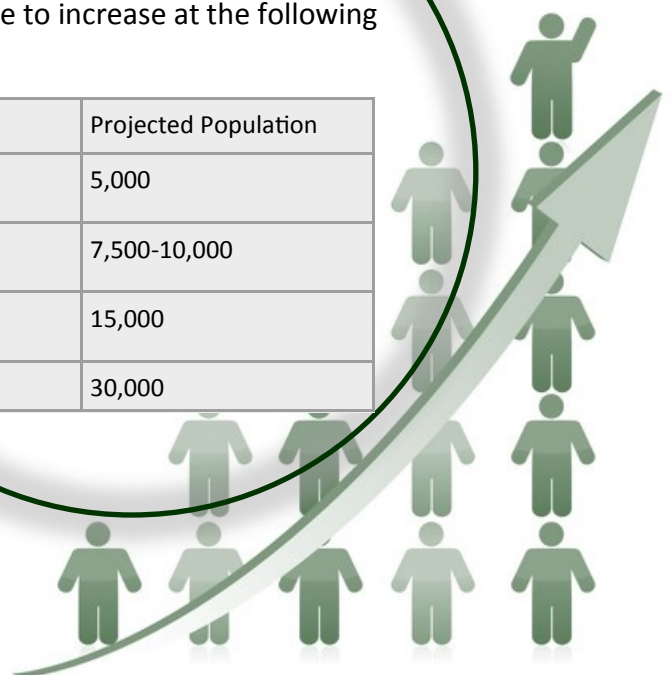 e to increase at the following
Projected Population
5,000
7,500-10,000
15,000
30,000